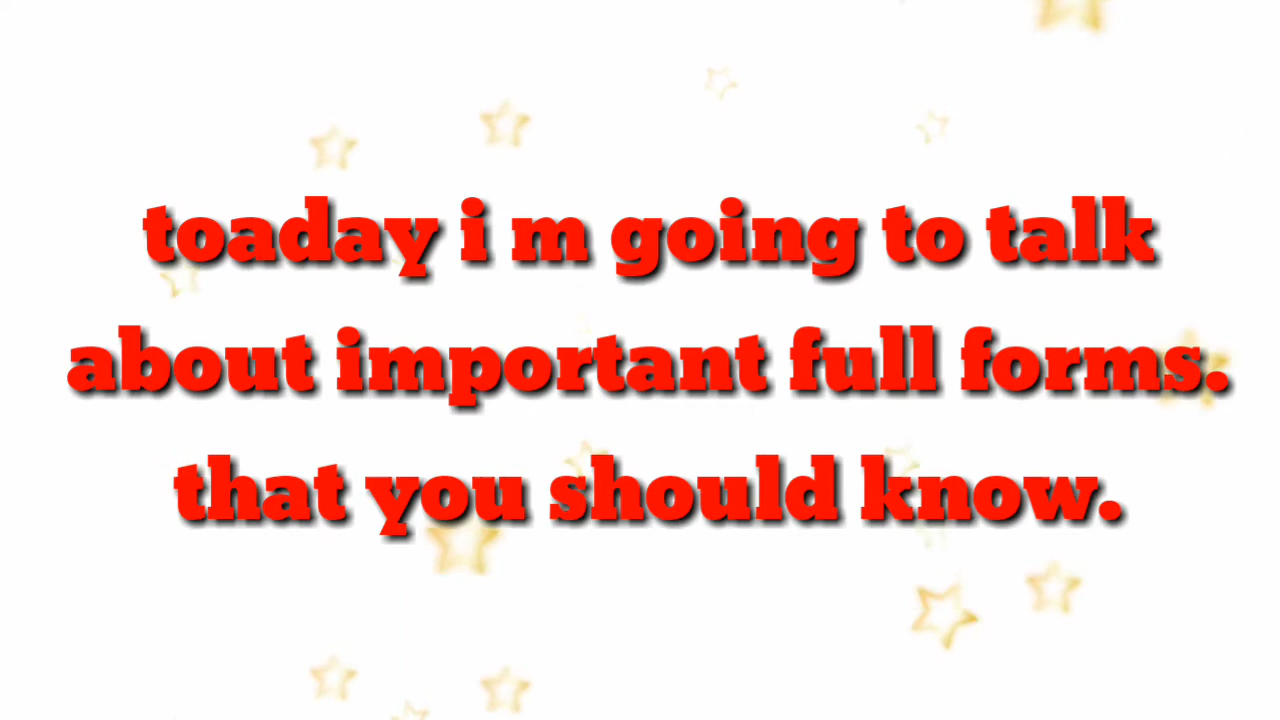 toaday i m going to talk
about important full forms.
that you should know.